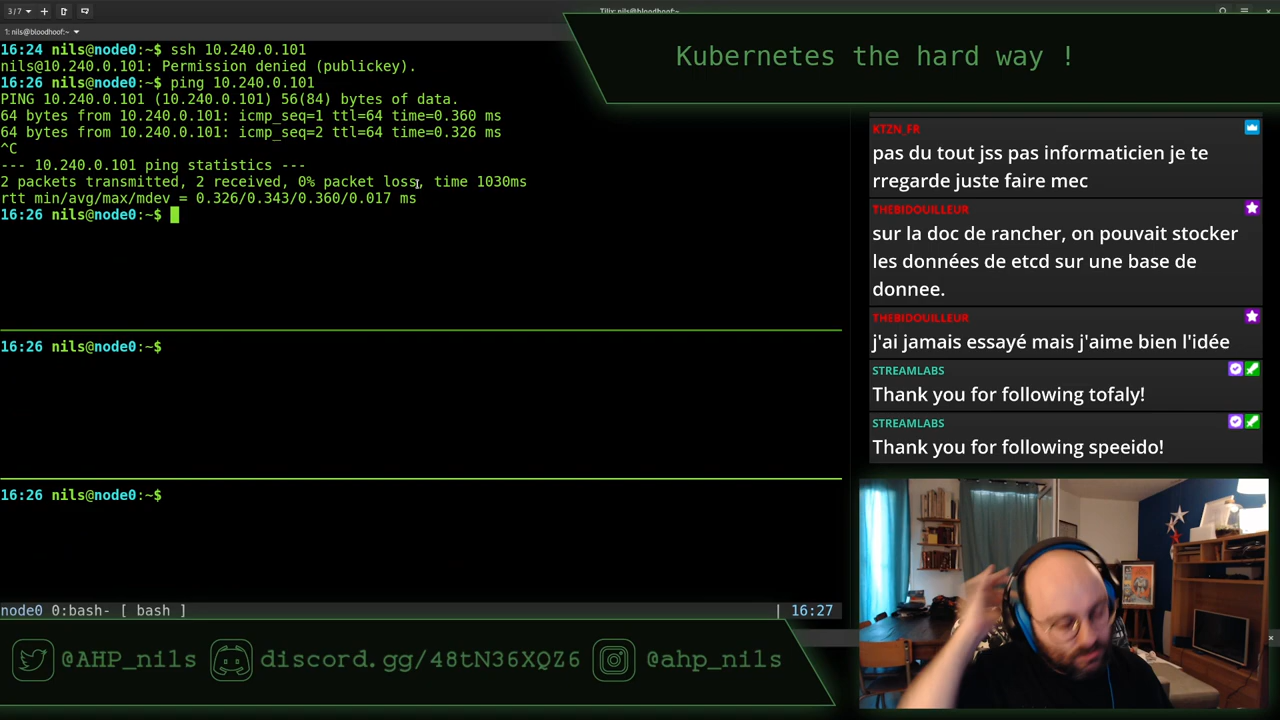 3/7
Tilix: nils@bloodhoof:~
1: nils@bloodhoof:~
Kubernetes the hard way !
16:24 nils@node0:~$ ssh 10.240.0.101
nils@10.240.0.101: Permission denied (publickey).
16:26 nils@node0:~$ ping 10.240.0.101
PING 10.240.0.101 (10.240.0.101) 56(84) bytes of data.
64 bytes from 10.240.0.101: icmp_seq=1 ttl=64 time=0.360 ms
64 bytes from 10.240.0.101: icmp_seq=2 ttl=64 time=0.326 ms
^C
--- 10.240.0.101 ping statistics ---
2 packets transmitted, 2 received, 0% packet loss, time 1030ms
rtt min/avg/max/mdev = 0.326/0.343/0.360/0.017 ms
16:26 nils@node0:~$
16:26 nils@node0:~$
16:26 nils@node0:~$
node0 0:bash- [ bash ]
| 16:27
KTZN_FR
pas du tout jss pas informaticien je te
rregarde juste faire mec
THEBIDOUILLEUR
sur la doc de rancher, on pouvait stocker
les données de etcd sur une base de
donnee.
THEBIDOUILLEUR
j'ai jamais essayé mais j'aime bien l'idée
STREAMLABS
Thank you for following tofaly!
STREAMLABS
Thank you for following speeido!
@AHP_nils
discord.gg/48tN36XQZ6
@ahp_nils